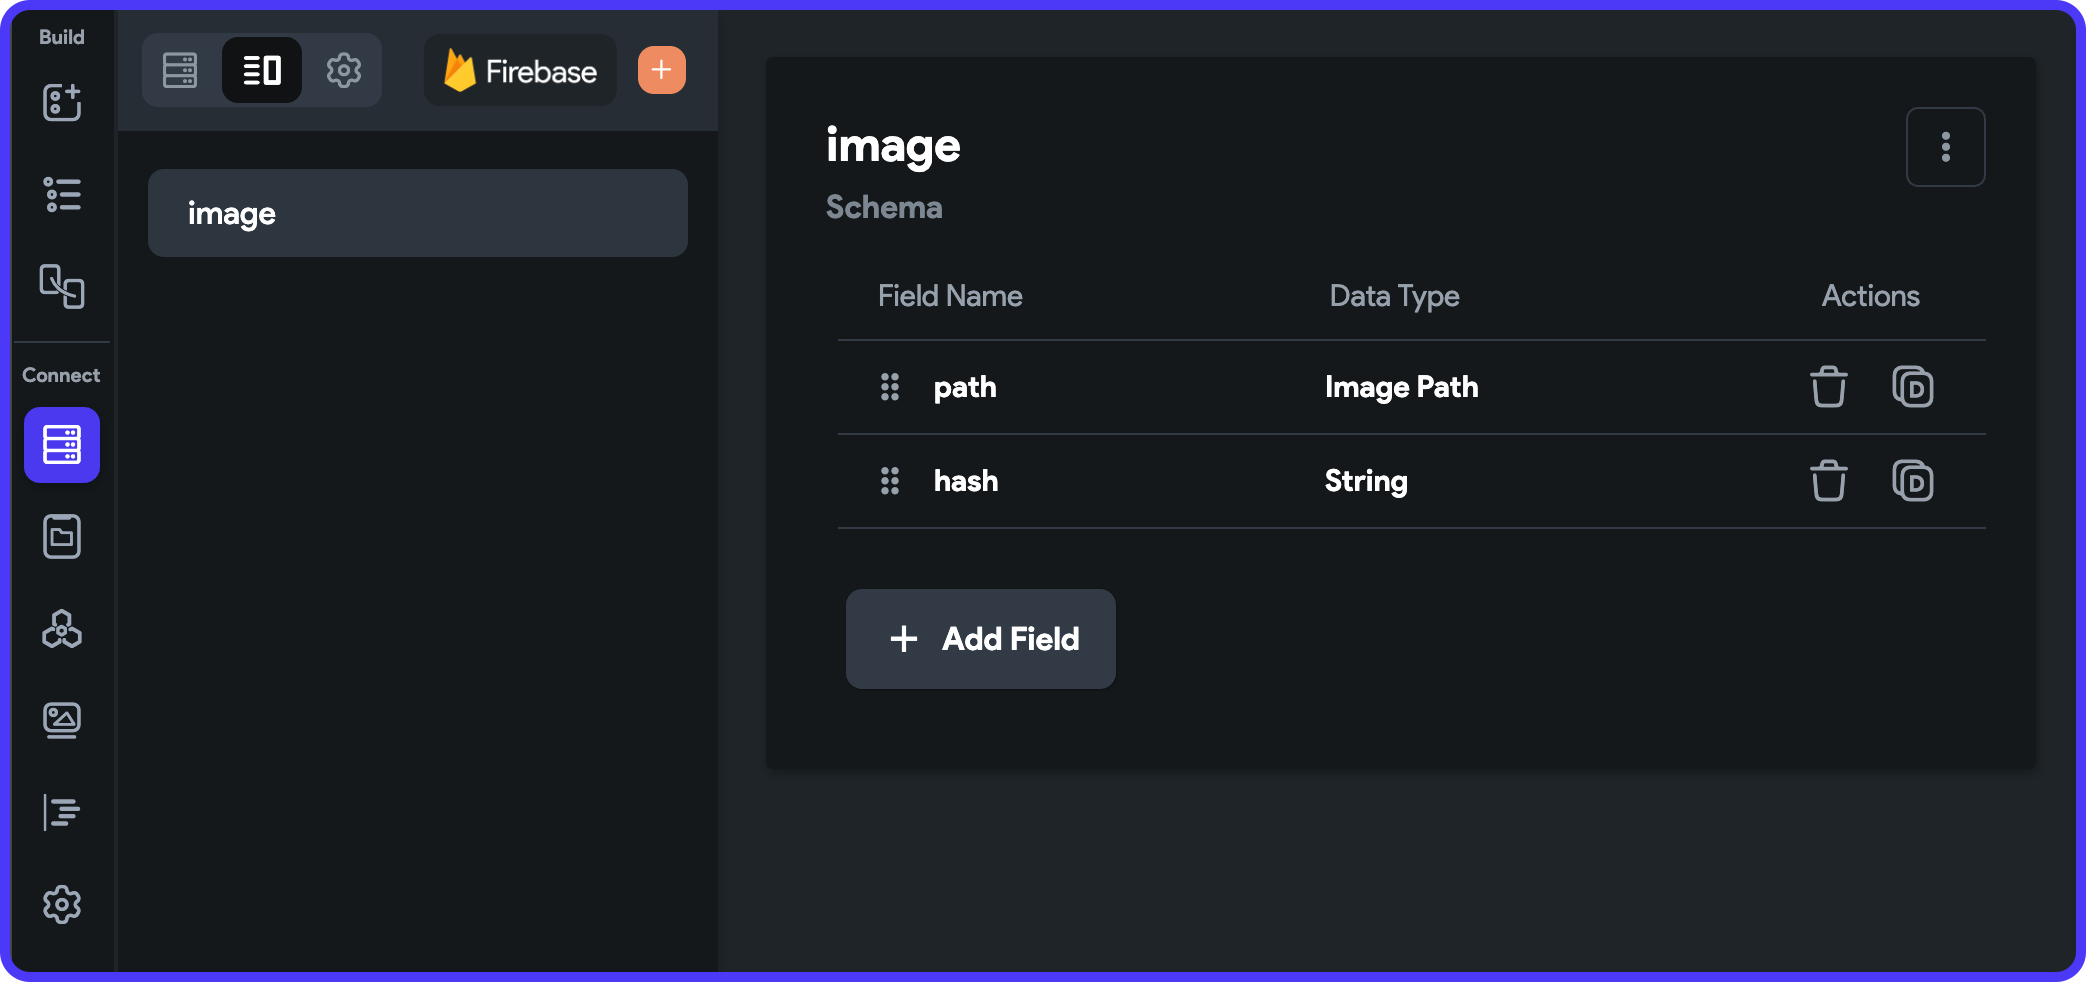 Build
Connect
Firebase
image
image
Schema
Field Name Data Type Actions
path Image Path D
hash String D
Add Field